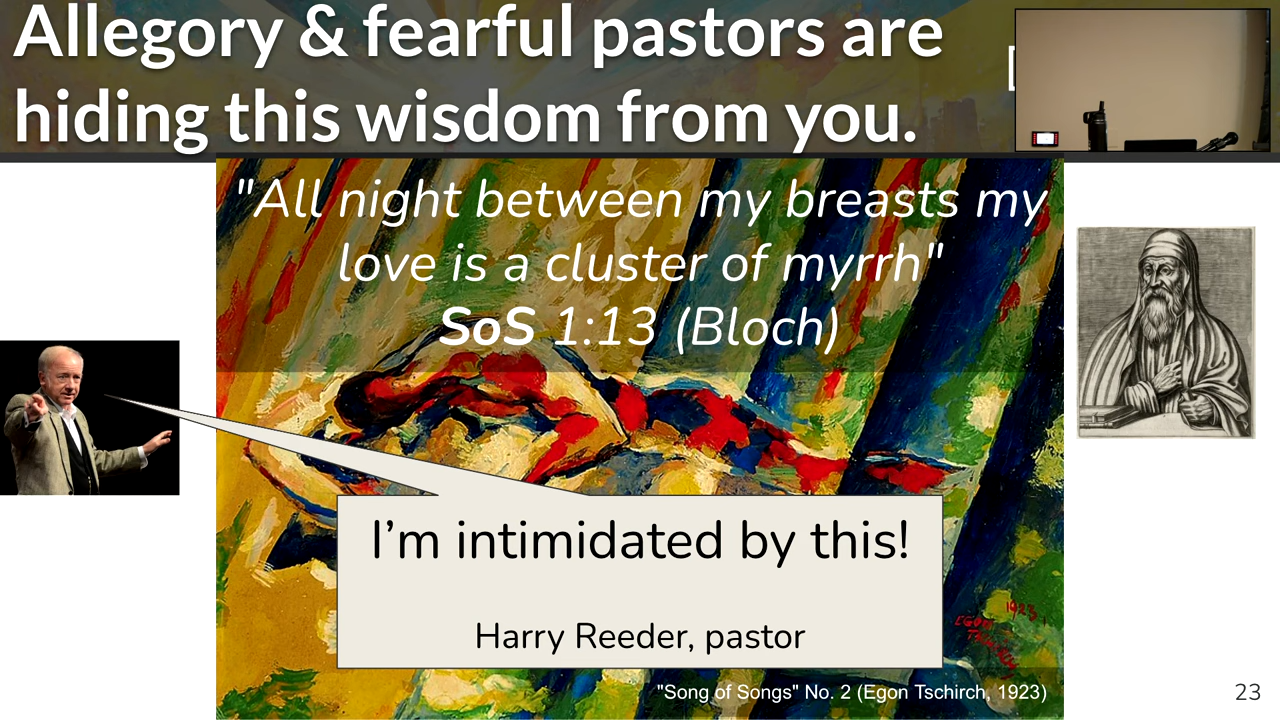 Allegory & fearful pastors are
hiding this wisdom from you.
"All night between my breasts my
love is a cluster of myrrh"
SoS 1:13 (Bloch)
I’m intimidated by this!
Harry Reeder, pastor
1923
EGON
"Song of Songs" No. 2 (Egon Tschirch, 1923)
23